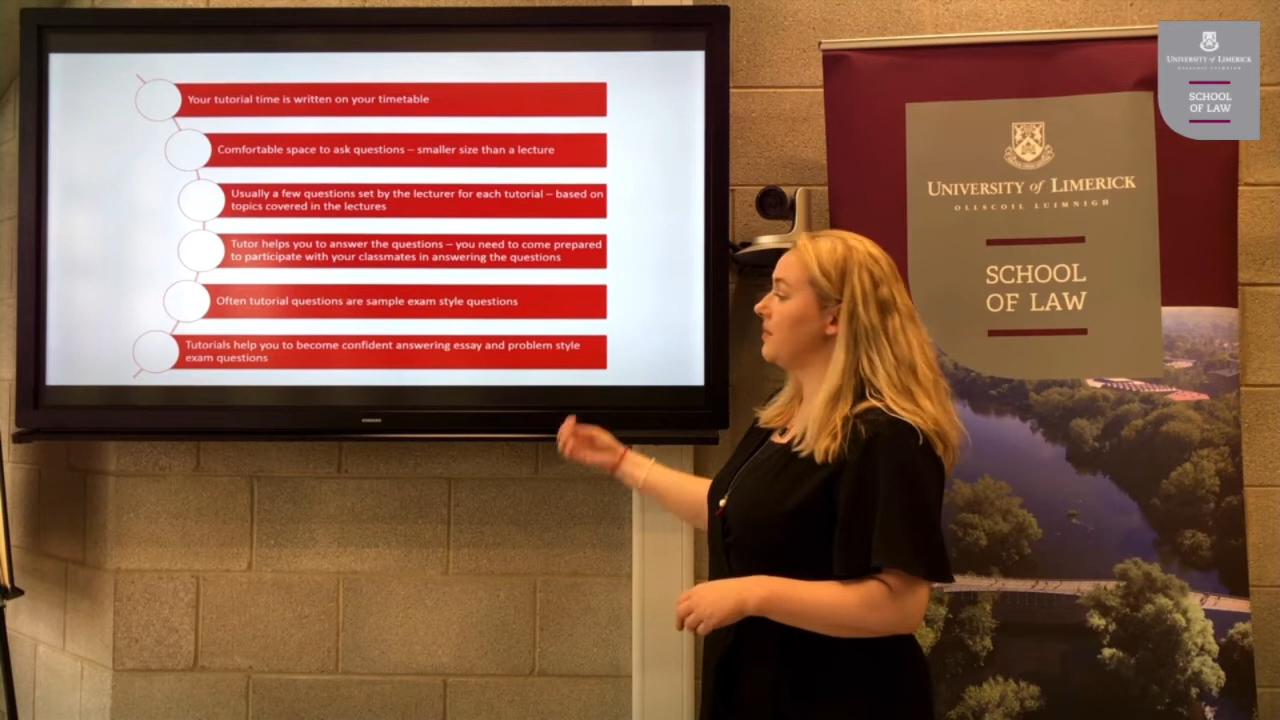 Your tutorial time is written on your timetable
Comfortable space to ask questions – smaller size than a lecture
Usually a few questions set by the lecturer for each tutorial – based on
topics covered in the lectures
Tutor helps you to answer the questions – you need to come prepared
to participate with your classmates in answering the questions
Often tutorial questions are sample exam style questions
Tutorials help you to become confident answering essay and problem style
exam questions
SAMSUNG
UNIVERSITY of LIMERICK
OLLSCOIL LUIMNIGH
SCHOOL
OF LAW
UNIVERSITY of LIMERICK
OLLSCOIL LUIMNIGH
SCHOOL
OF LAW